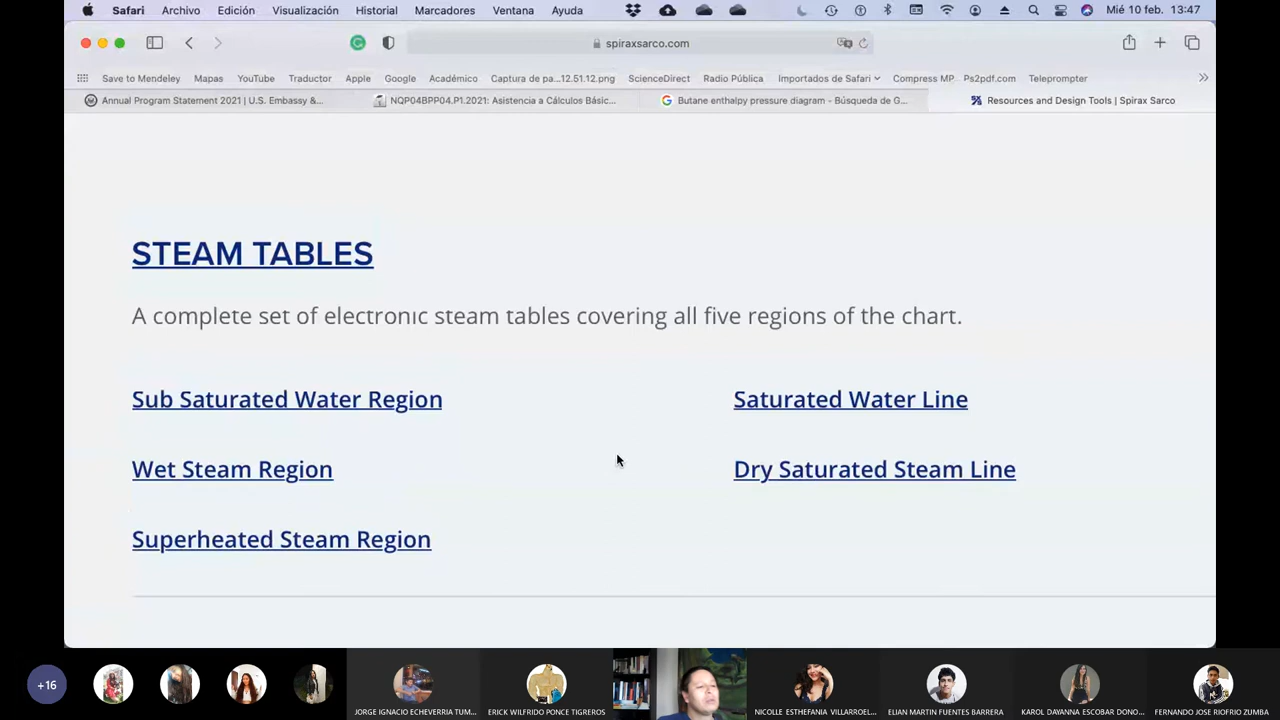 Safari Archivo Edición Visualización Historial Marcadores Ventana Ayuda Mié 10 feb. 13:47
spiraxsarco.com
Save to Mendeley Mapas YouTube Traductor Apple Google Académico Captura de pa...12.51.12.png ScienceDirect Radio Pública Importados de Safari Compress MP Ps2pdf.com Teleprompter
Annual Program Statement 2021 | U.S. Embassy &... NQP04BPP04.P1.2021: Asistencia a Cálculos Básic... Butane enthalpy pressure diagram - Búsqueda de G... Resources and Design Tools | Spirax Sarco
STEAM TABLES
A complete set of electronic steam tables covering all five regions of the chart.
Sub Saturated Water Region Saturated Water Line
Wet Steam Region Dry Saturated Steam Line
Superheated Steam Region
+16
JORGE IGNACIO ECHEVERRIA TUM... ERICK WILFRIDO PONCE TIGREROS NICOLLE ESTHEFANIA VILLARROEL... ELIAN MARTIN FUENTES BARRERA KAROL DAYANNA ESCOBAR DONO... FERNANDO JOSE RIOFRIO ZUMBA